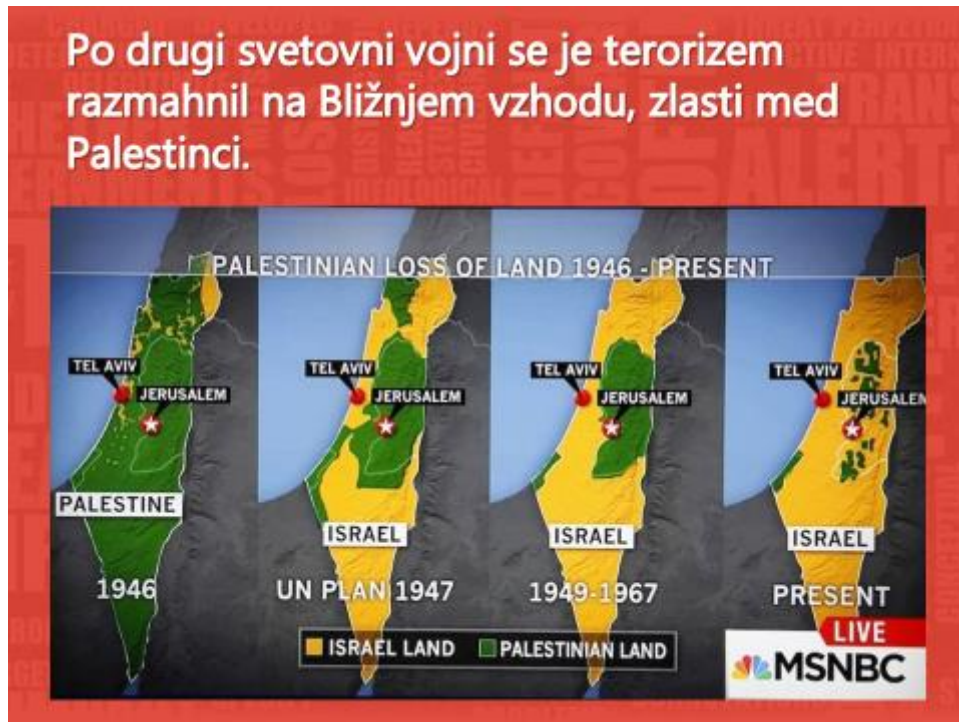 Po drugi svetovni vojni se je terorizem
razmahnil na Bližnjem vzhodu, zlasti med
Palestinci.
PALESTINIAN LOSS OF LAND 1946 - PRESENT
TEL AVIV
JERUSALEM
PALESTINE
1946
TEL AVIV
JERUSALEM
ISRAEL
UN PLAN 1947
TEL AVIV
JERUSALEM
ISRAEL
1949-1967
TEL AVIV
JERUSALEM
ISRAEL
PRESENT
ISRAEL LAND PALESTINIAN LAND
LIVE
MSNBC